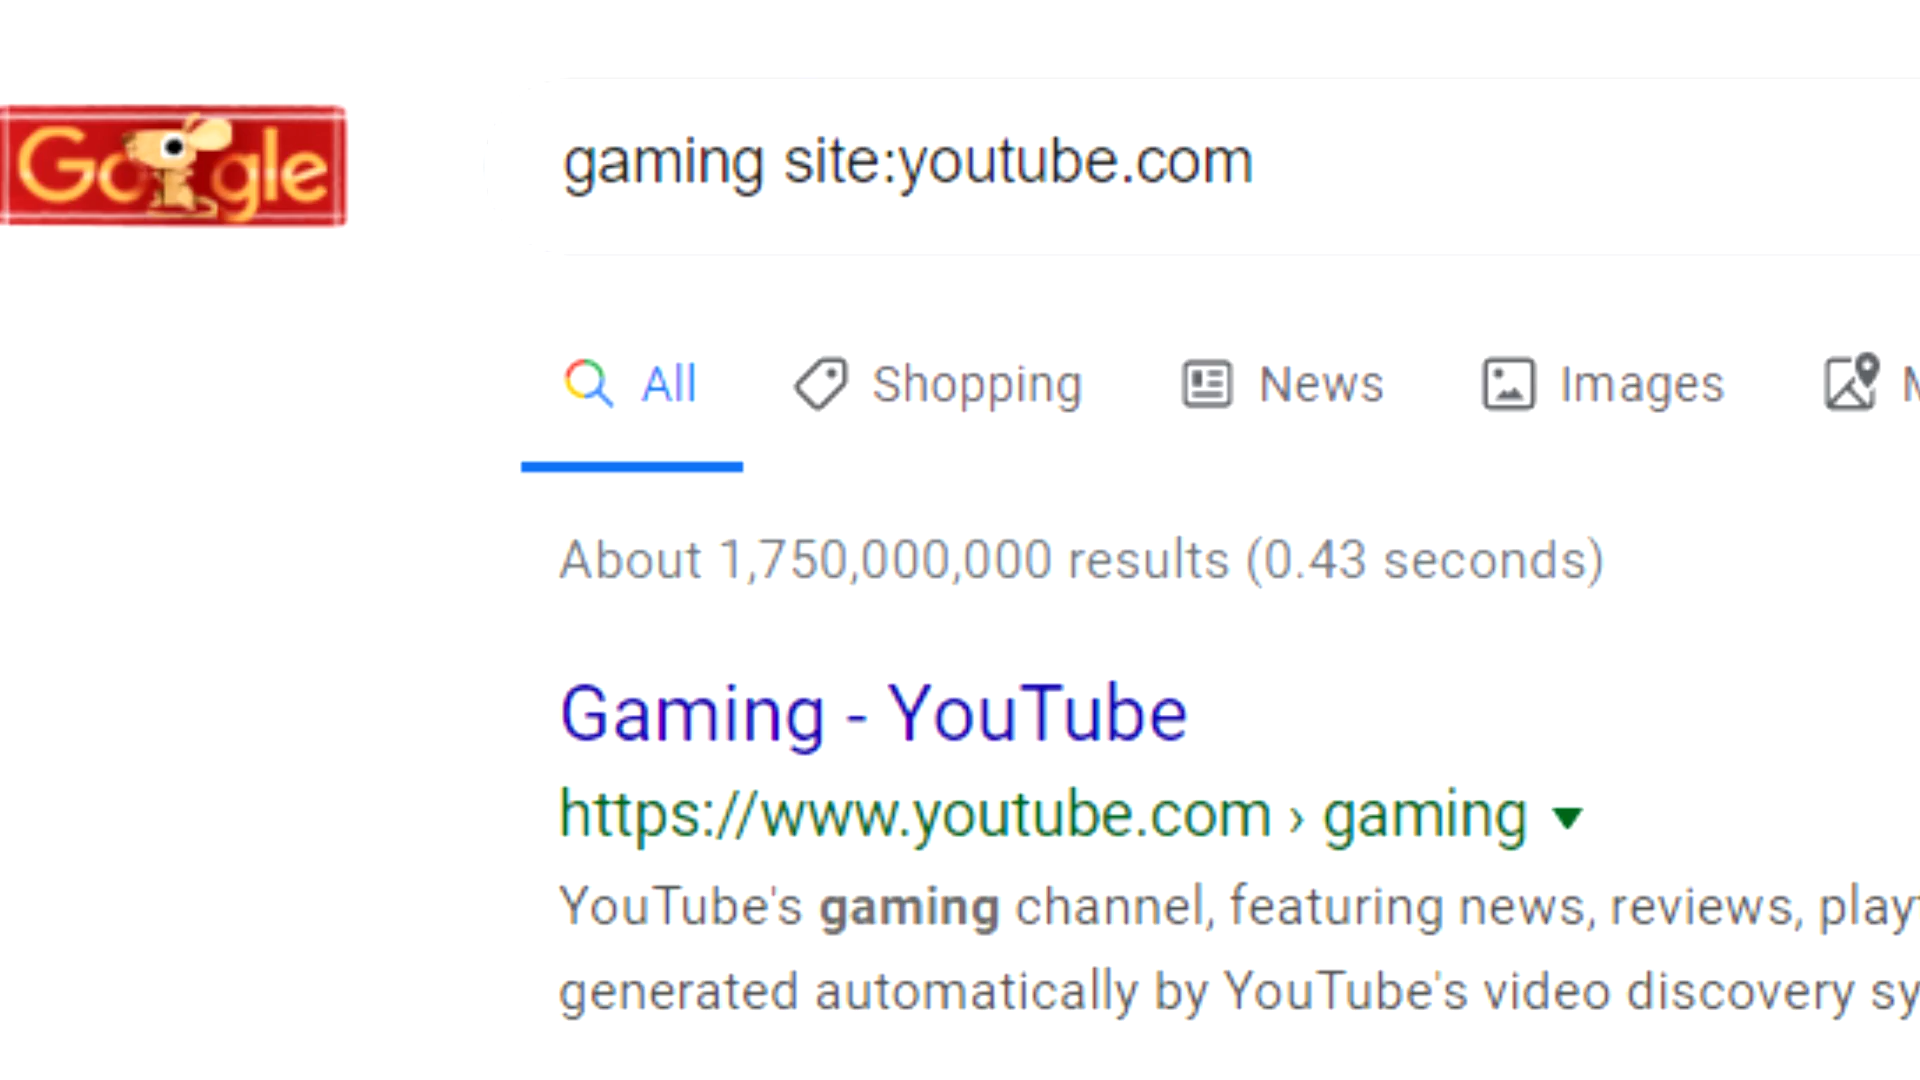 Google
gaming site:youtube.com
All Shopping News Images
About 1,750,000,000 results (0.43 seconds)
Gaming - YouTube
https://www.youtube.com › gaming
YouTube's gaming channel, featuring news, reviews,
generated automatically by YouTube's video discovery